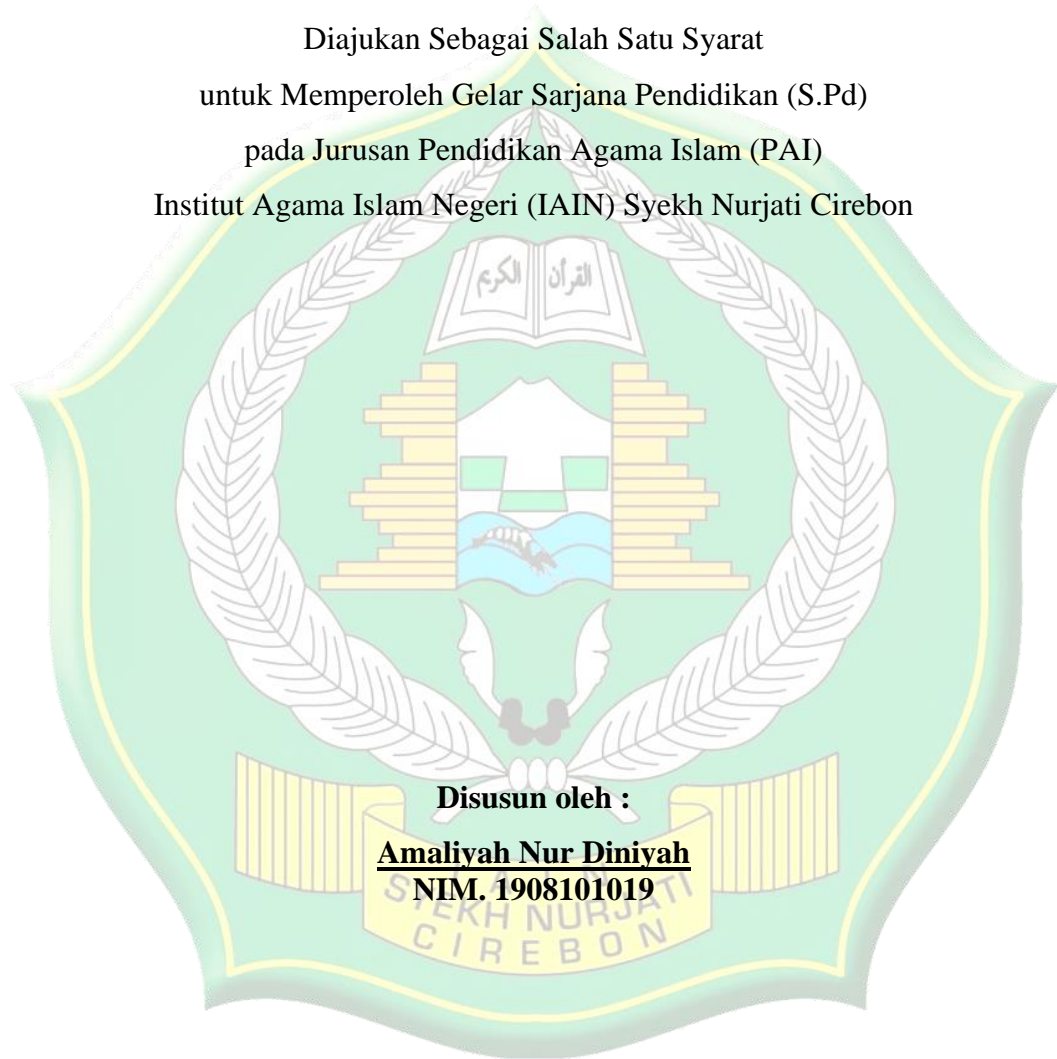 Diajukan Sebagai Salah Satu Syarat
untuk Memperoleh Gelar Sarjana Pendidikan (S.Pd)
pada Jurusan Pendidikan Agama Islam (PAI)
Institut Agama Islam Negeri (IAIN) Syekh Nurjati Cirebon
القرآن الكريم
Disusun oleh :
Amaliyah Nur Diniyah
NIM. 1908101019
IAIN
SYEKH NURJATI
CIREBON